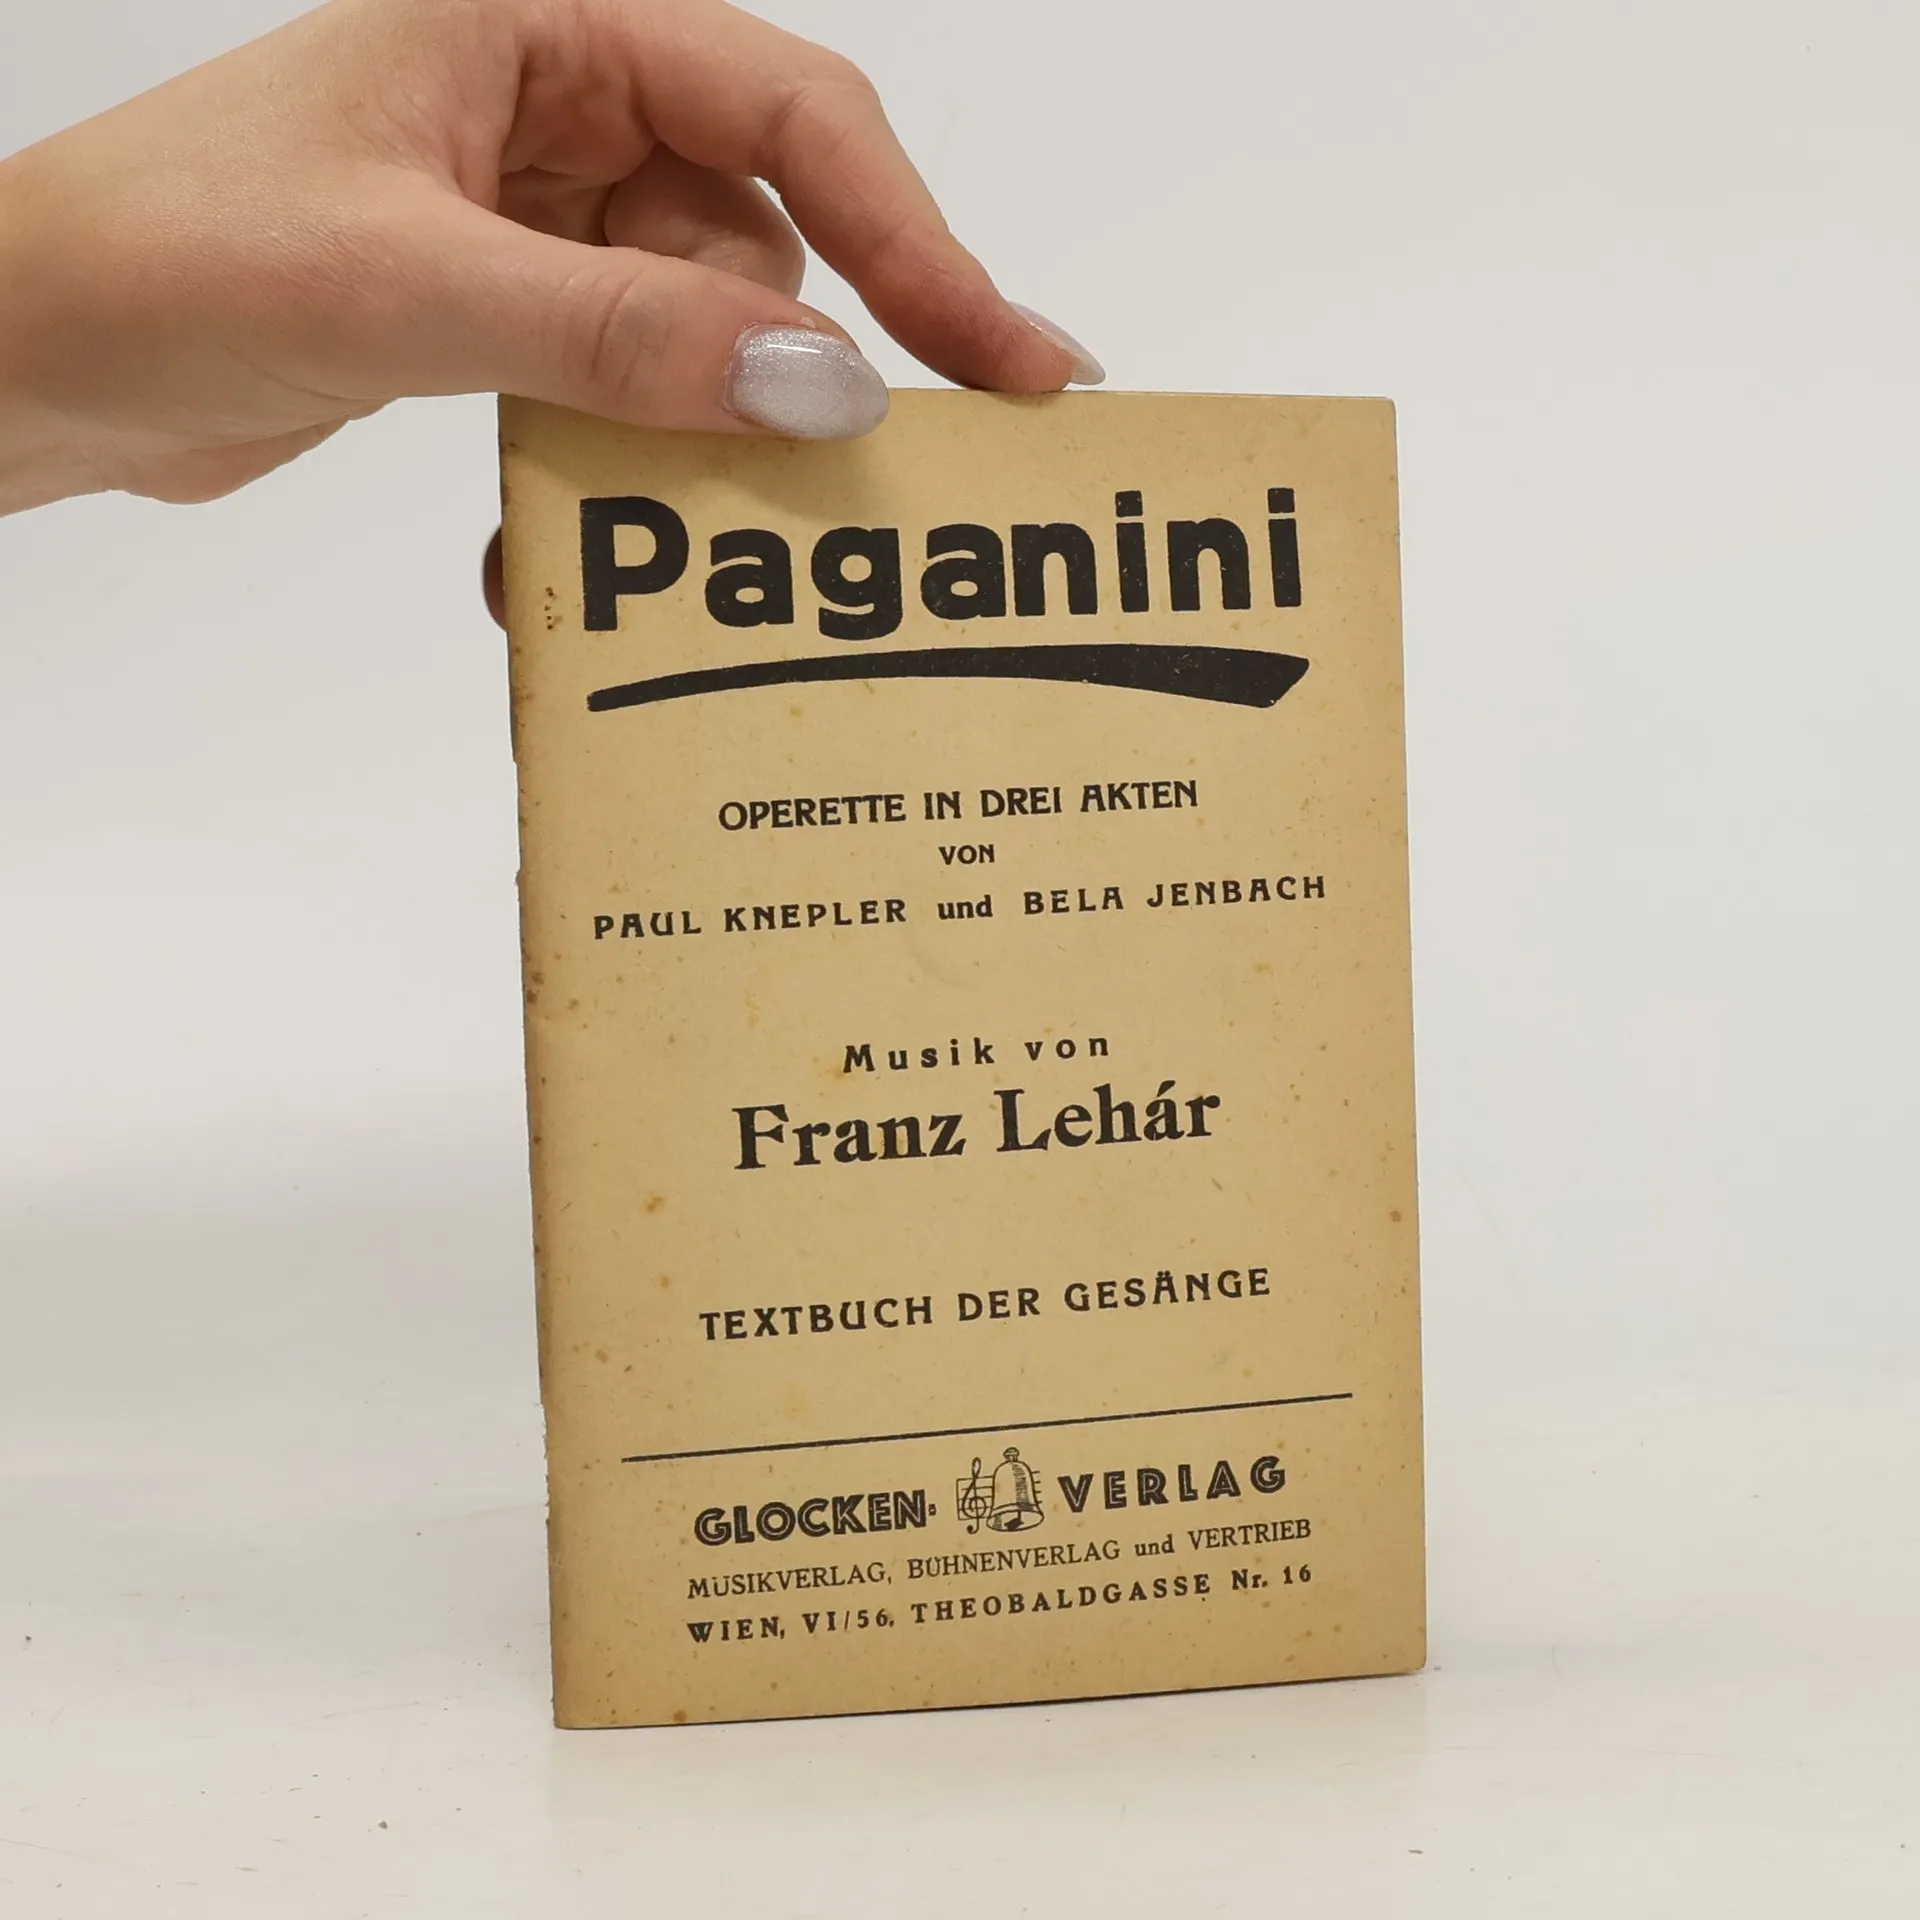 Paganini
OPERETTE IN DREI AKTEN
VON
PAUL KNEPLER und BELA JENBACH
Musik von
Franz Lehár
TEXTBUCH DER GESÄNGE
GLOCKEN- VERLAG
MUSIKVERLAG, BÜHNENVERLAG und VERTRIEB
WIEN, VI/56, THEOBALDGASSE Nr. 16